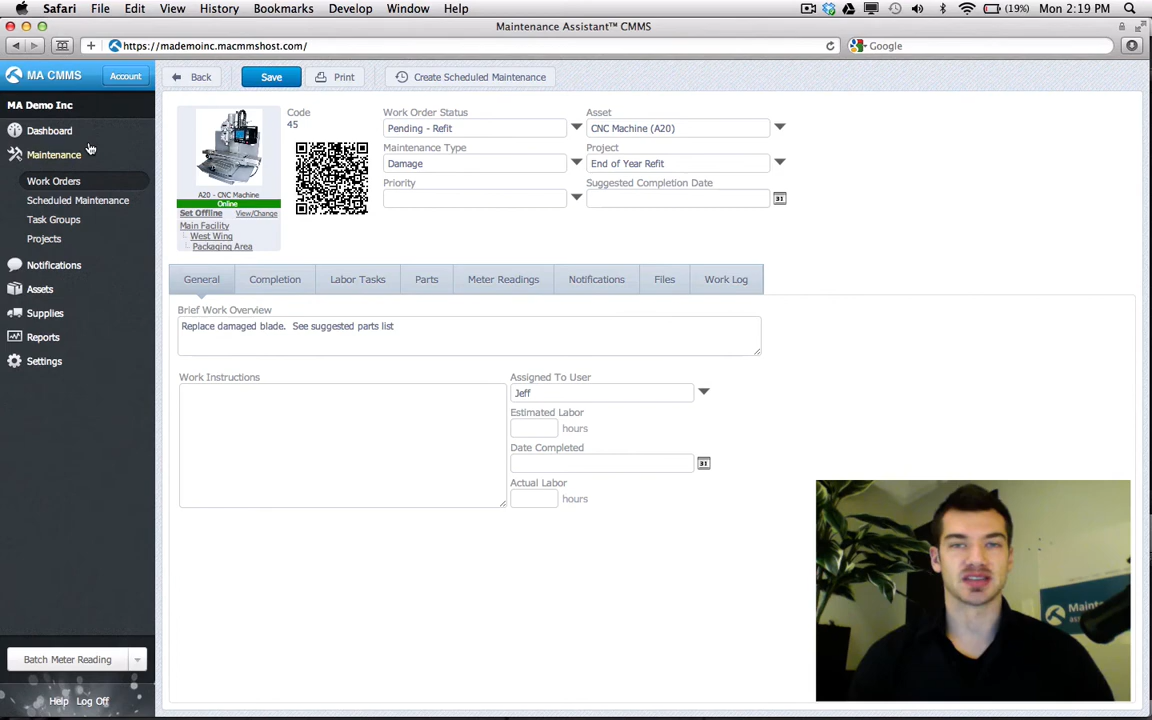 Safari File Edit View History Bookmarks Develop Window Help (19%) Mon 2:19 PM
Maintenance Assistant™ CMMS
https://mademoinc.macmmshost.com/
Google
MA CMMS
Account
Back
Save
Print
Create Scheduled Maintenance
MA Demo Inc
Dashboard
Maintenance
Work Orders
Scheduled Maintenance
Task Groups
Projects
Notifications
Assets
Supplies
Reports
Settings
Batch Meter Reading
Help Log Off
A20 - CNC Machine
Online
Set Offline View/Change
Main Facility
West Wing
Packaging Area
Code
45
Work Order Status
Pending - Refit
Asset
CNC Machine (A20)
Maintenance Type
Damage
Project
End of Year Refit
Priority
Suggested Completion Date
31
General Completion Labor Tasks Parts Meter Readings Notifications Files Work Log
Brief Work Overview
Replace damaged blade. See suggested parts list
Work Instructions
Assigned To User
Jeff
Estimated Labor
hours
Date Completed
31
Actual Labor
hours